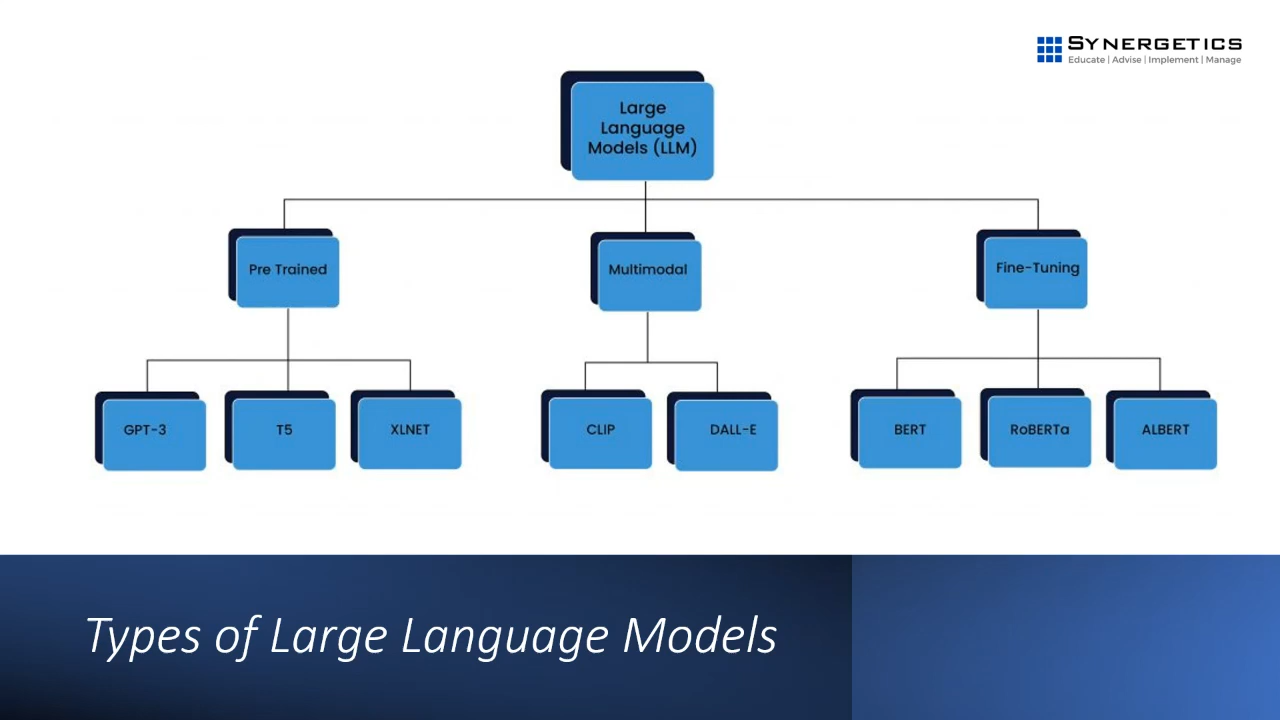 SYNERGETICS
Educate | Advise | Implement | Manage
Large
Language
Models (LLM)
Pre Trained
Multimodal
Fine-Tuning
GPT-3
T5
XLNET
CLIP
DALL-E
BERT
RoBERTa
ALBERT
Types of Large Language Models